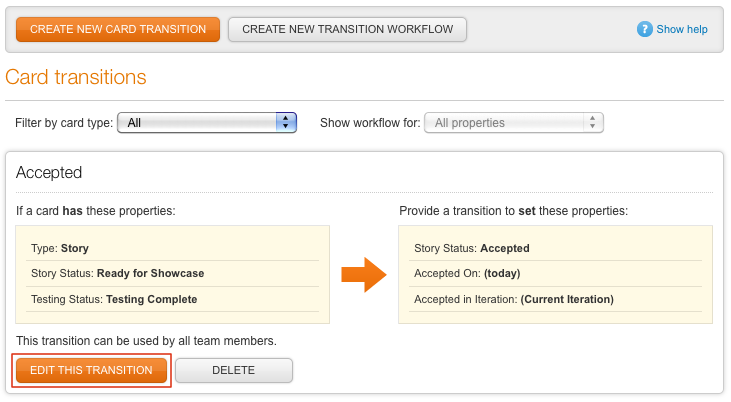 CREATE NEW CARD TRANSITION CREATE NEW TRANSITION WORKFLOW ? Show help
Card transitions
Filter by card type: All Show workflow for: All properties
Accepted
If a card has these properties: Provide a transition to set these properties:
Type: Story Story Status: Accepted
Story Status: Ready for Showcase Accepted On: (today)
Testing Status: Testing Complete Accepted in Iteration: (Current Iteration)
This transition can be used by all team members.
EDIT THIS TRANSITION DELETE